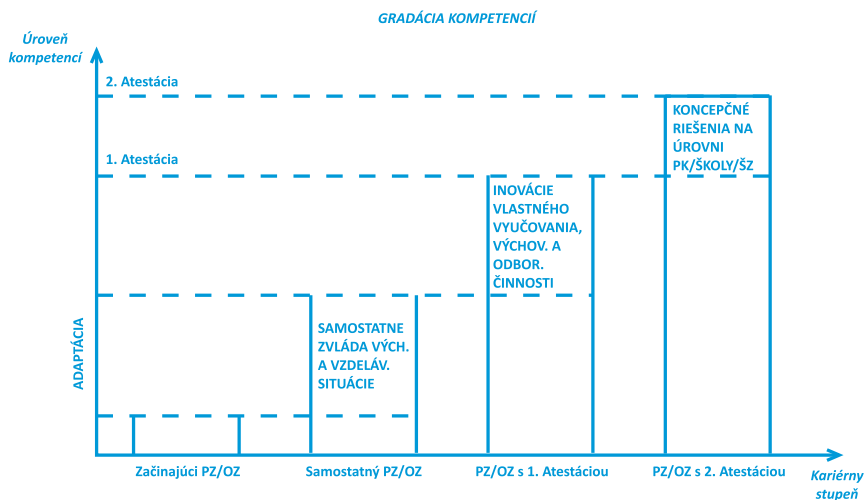 GRADÁCIA KOMPETENCIÍ
Úroveň
kompetencí
2. Atestácia
KONCEPČNÉ
RIEŠENIA NA
ÚROVNI
PK/ŠKOLY/ŠZ
1. Atestácia
INOVÁCIE
VLASTNÉHO
VYUČOVANIA,
VÝCHOV. A
ODBOR.
ČINNOSTI
ADAPTÁCIA
SAMOSTATNE
ZVLÁDA VÝCH.
A VZDELÁV.
SITUÁCIE
Začinajúci PZ/OZ
Samostatný PZ/OZ
PZ/OZ s 1. Atestáciou
PZ/OZ s 2. Atestáciou
Kariérny
stupeň